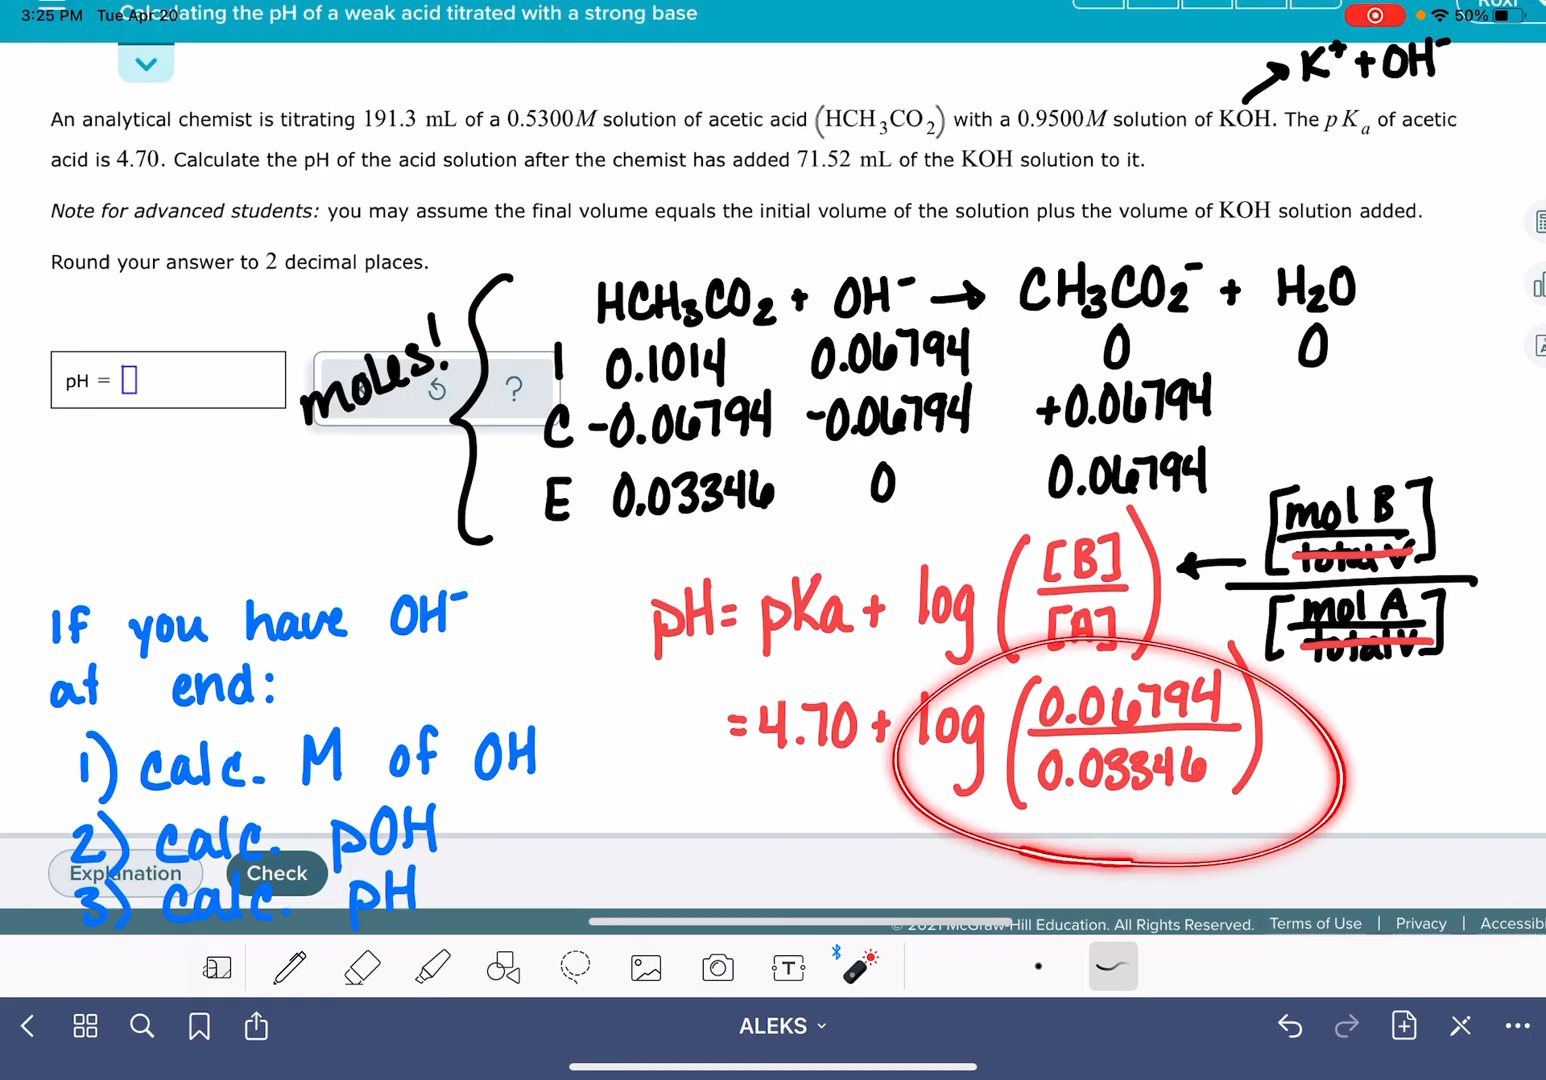 3:25 PM Tue Apr 20
Calculating the pH of a weak acid titrated with a strong base
50%
K⁺ + OH⁻
An analytical chemist is titrating 191.3 mL of a 0.5300M solution of acetic acid (HCH₃CO₂) with a 0.9500M solution of KOH. The pKₐ of acetic
acid is 4.70. Calculate the pH of the acid solution after the chemist has added 71.52 mL of the KOH solution to it.
Note for advanced students: you may assume the final volume equals the initial volume of the solution plus the volume of KOH solution added.
Round your answer to 2 decimal places.
pH =
?
moles!
HCH₃CO₂ + OH⁻ → CH₃CO₂⁻ + H₂O
I 0.1014 0.06794 0 0
C -0.06794 -0.06794 +0.06794
E 0.03346 0 0.06794
pH = pKa + log ([B]/[A]) ← [mol B/total V]/[mol A/total V]
= 4.70 + log (0.06794/0.03346)
If you have OH⁻
at end:
1) calc. M of OH
2) calc. pOH
3) calc. pH
Explanation
Check
© 2021 McGraw-Hill Education. All Rights Reserved. Terms of Use | Privacy |
T
ALEKS